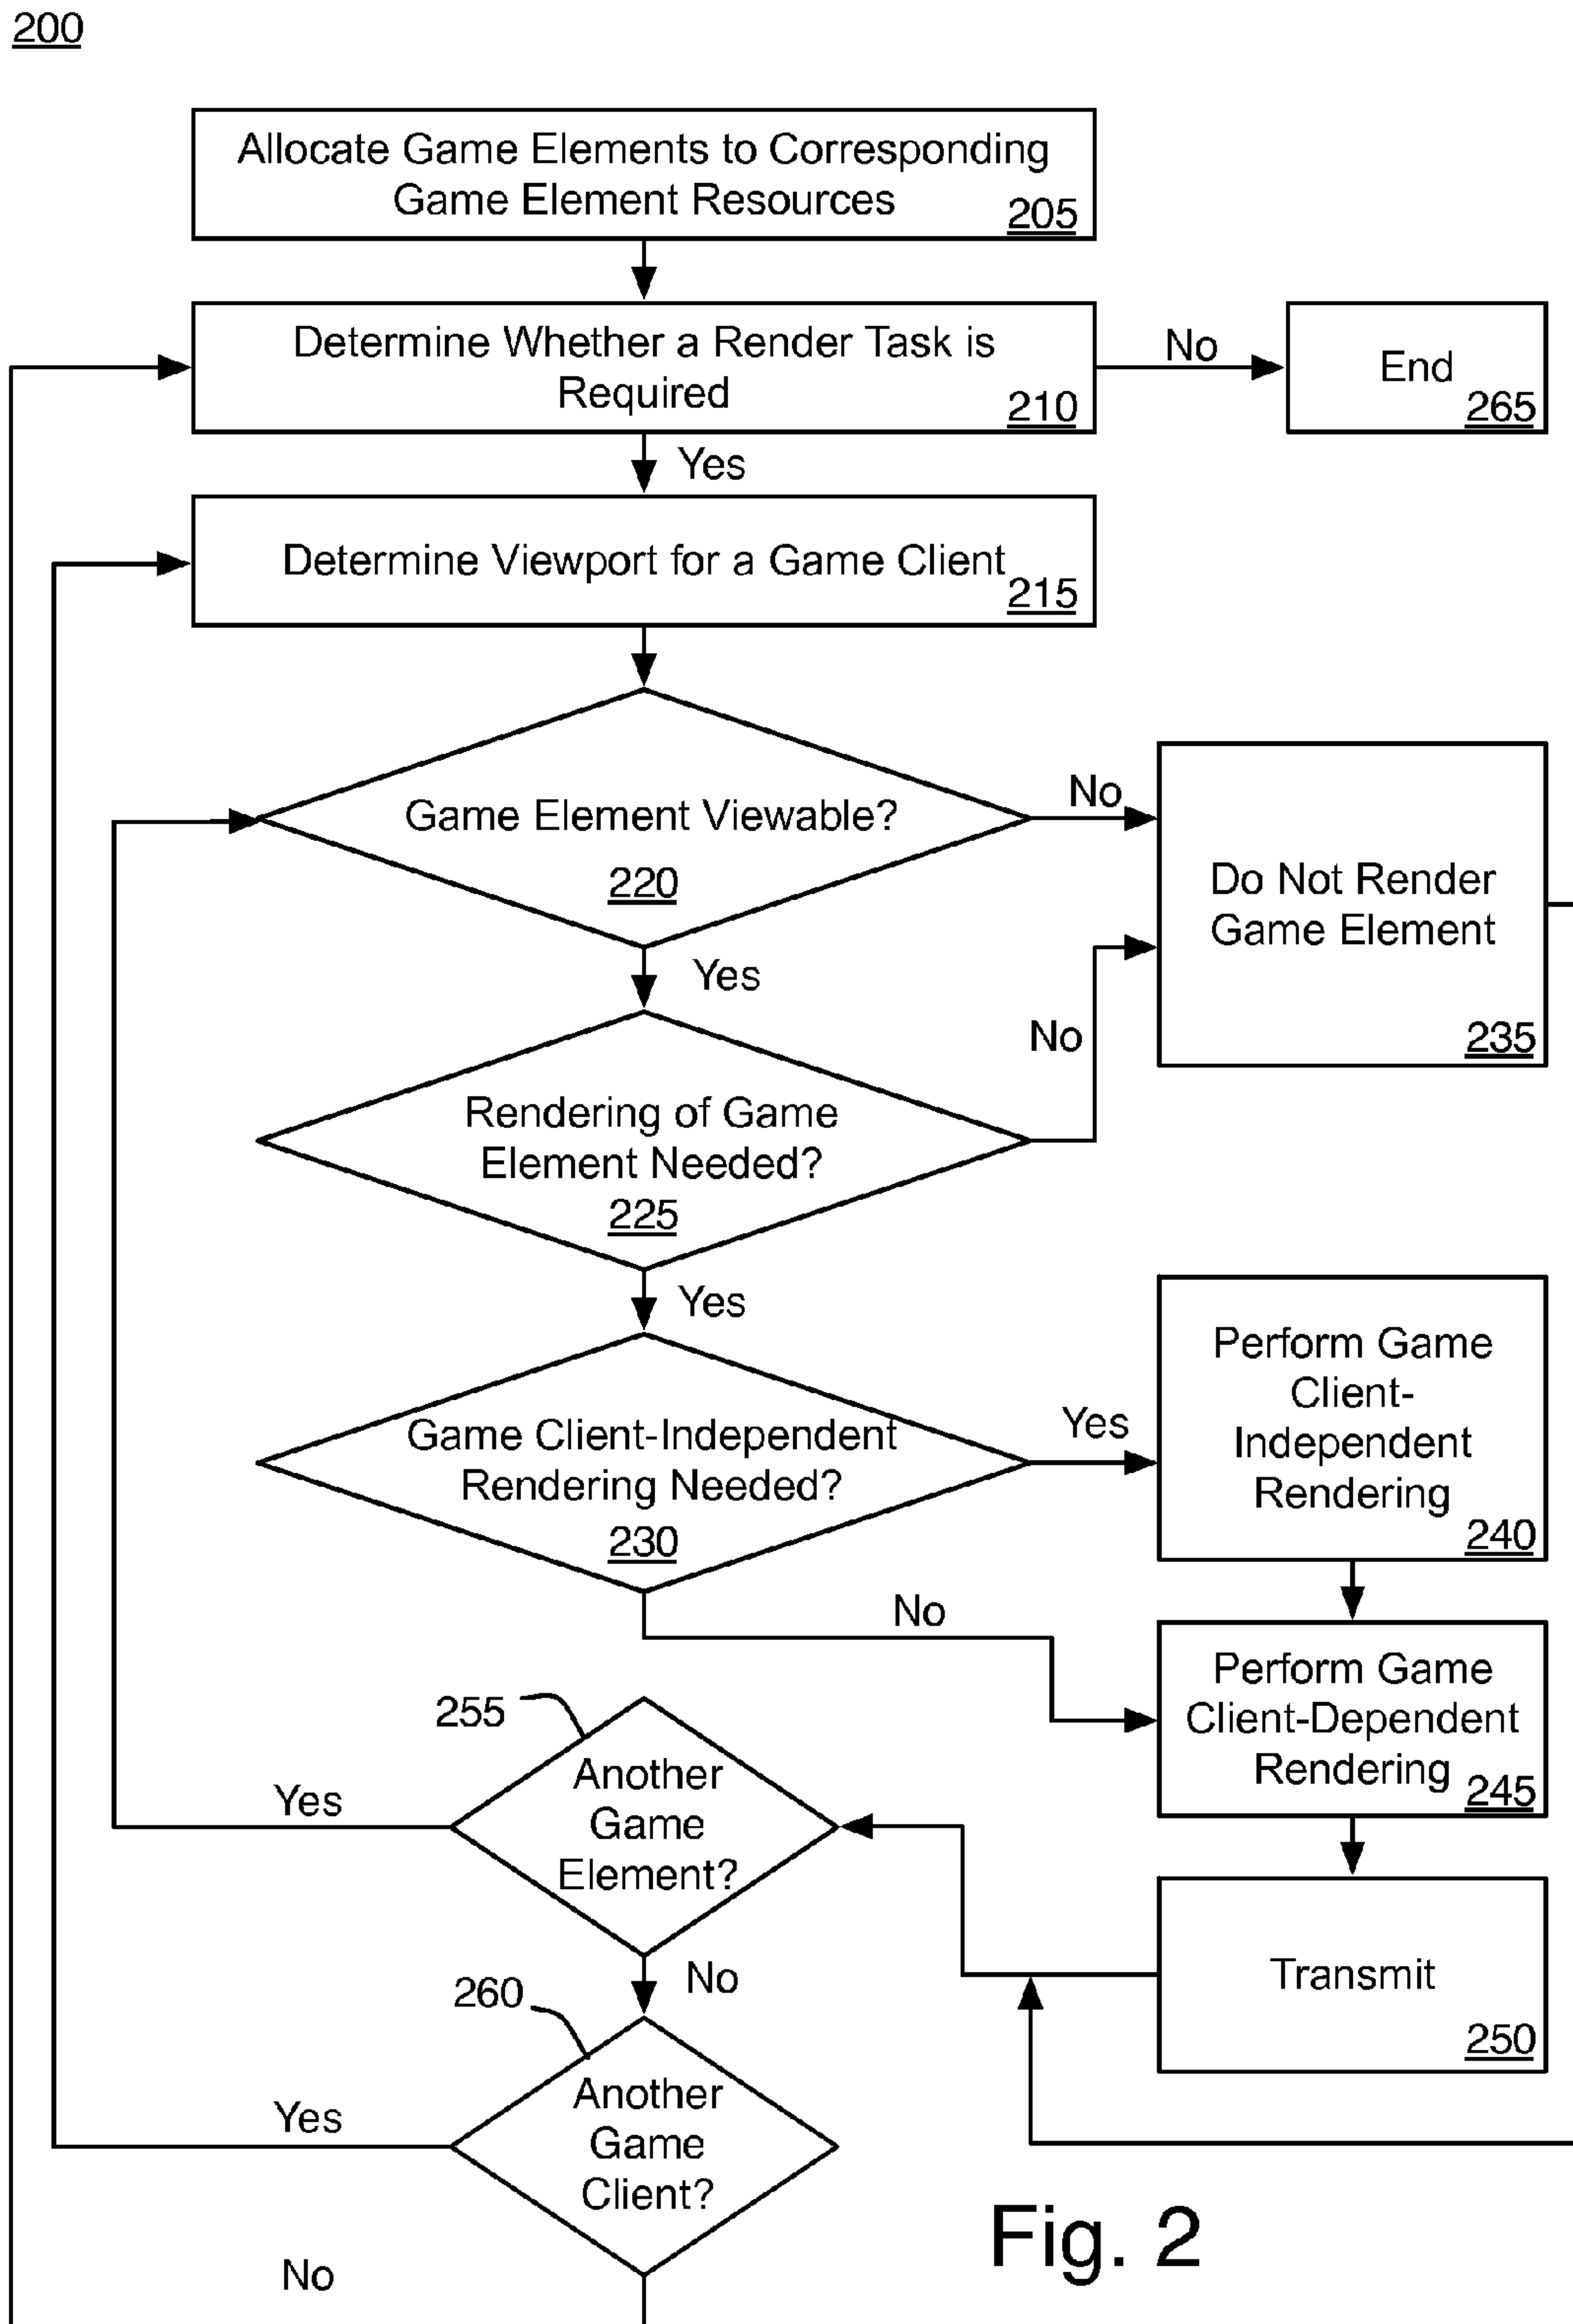 200
Allocate Game Elements to Corresponding
Game Element Resources
205
Determine Whether a Render Task is
Required
210
No
End
265
Yes
Determine Viewport for a Game Client
215
Game Element Viewable?
220
No
Do Not Render
Game Element
235
Yes
Rendering of Game
Element Needed?
225
No
Yes
Game Client-Independent
Rendering Needed?
230
Yes
Perform Game
Client-
Independent
Rendering
240
No
Perform Game
Client-Dependent
Rendering
245
255
Another
Game
Element?
Yes
No
Transmit
250
260
Another
Game
Client?
Yes
No
Fig. 2